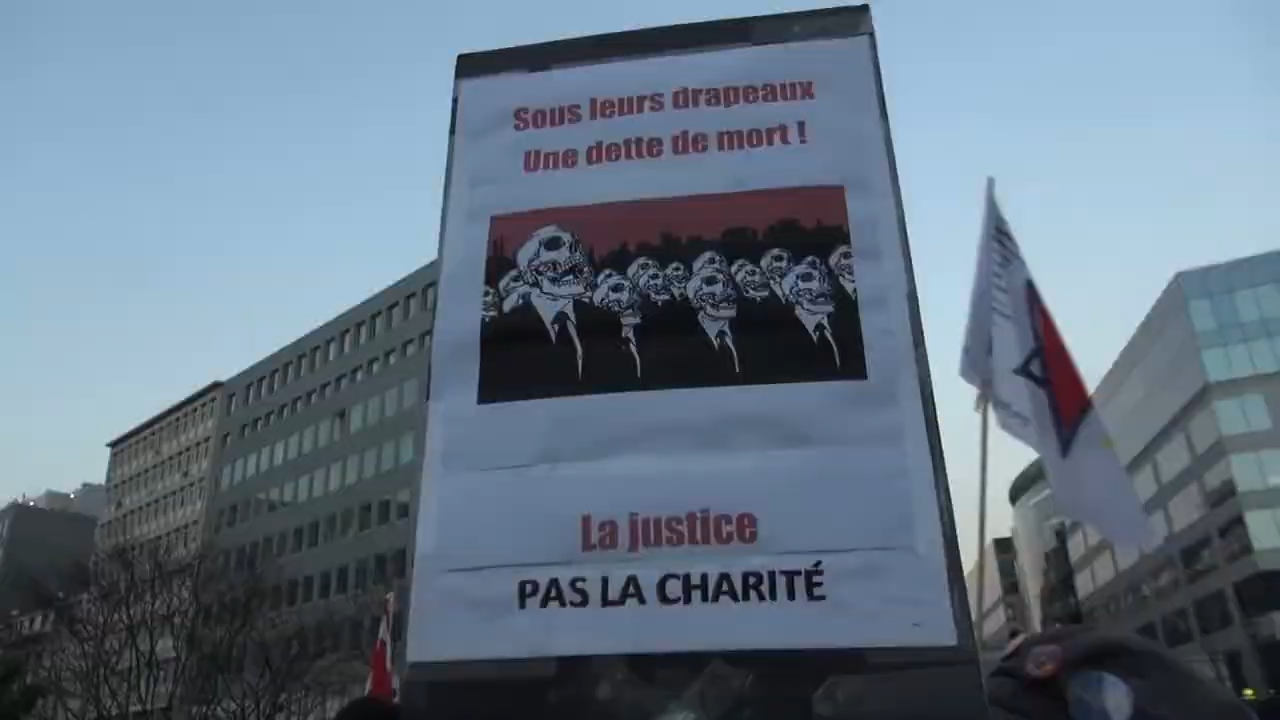 Sous leurs drapeaux
Une dette de mort !
La justice
PAS LA CHARITÉ